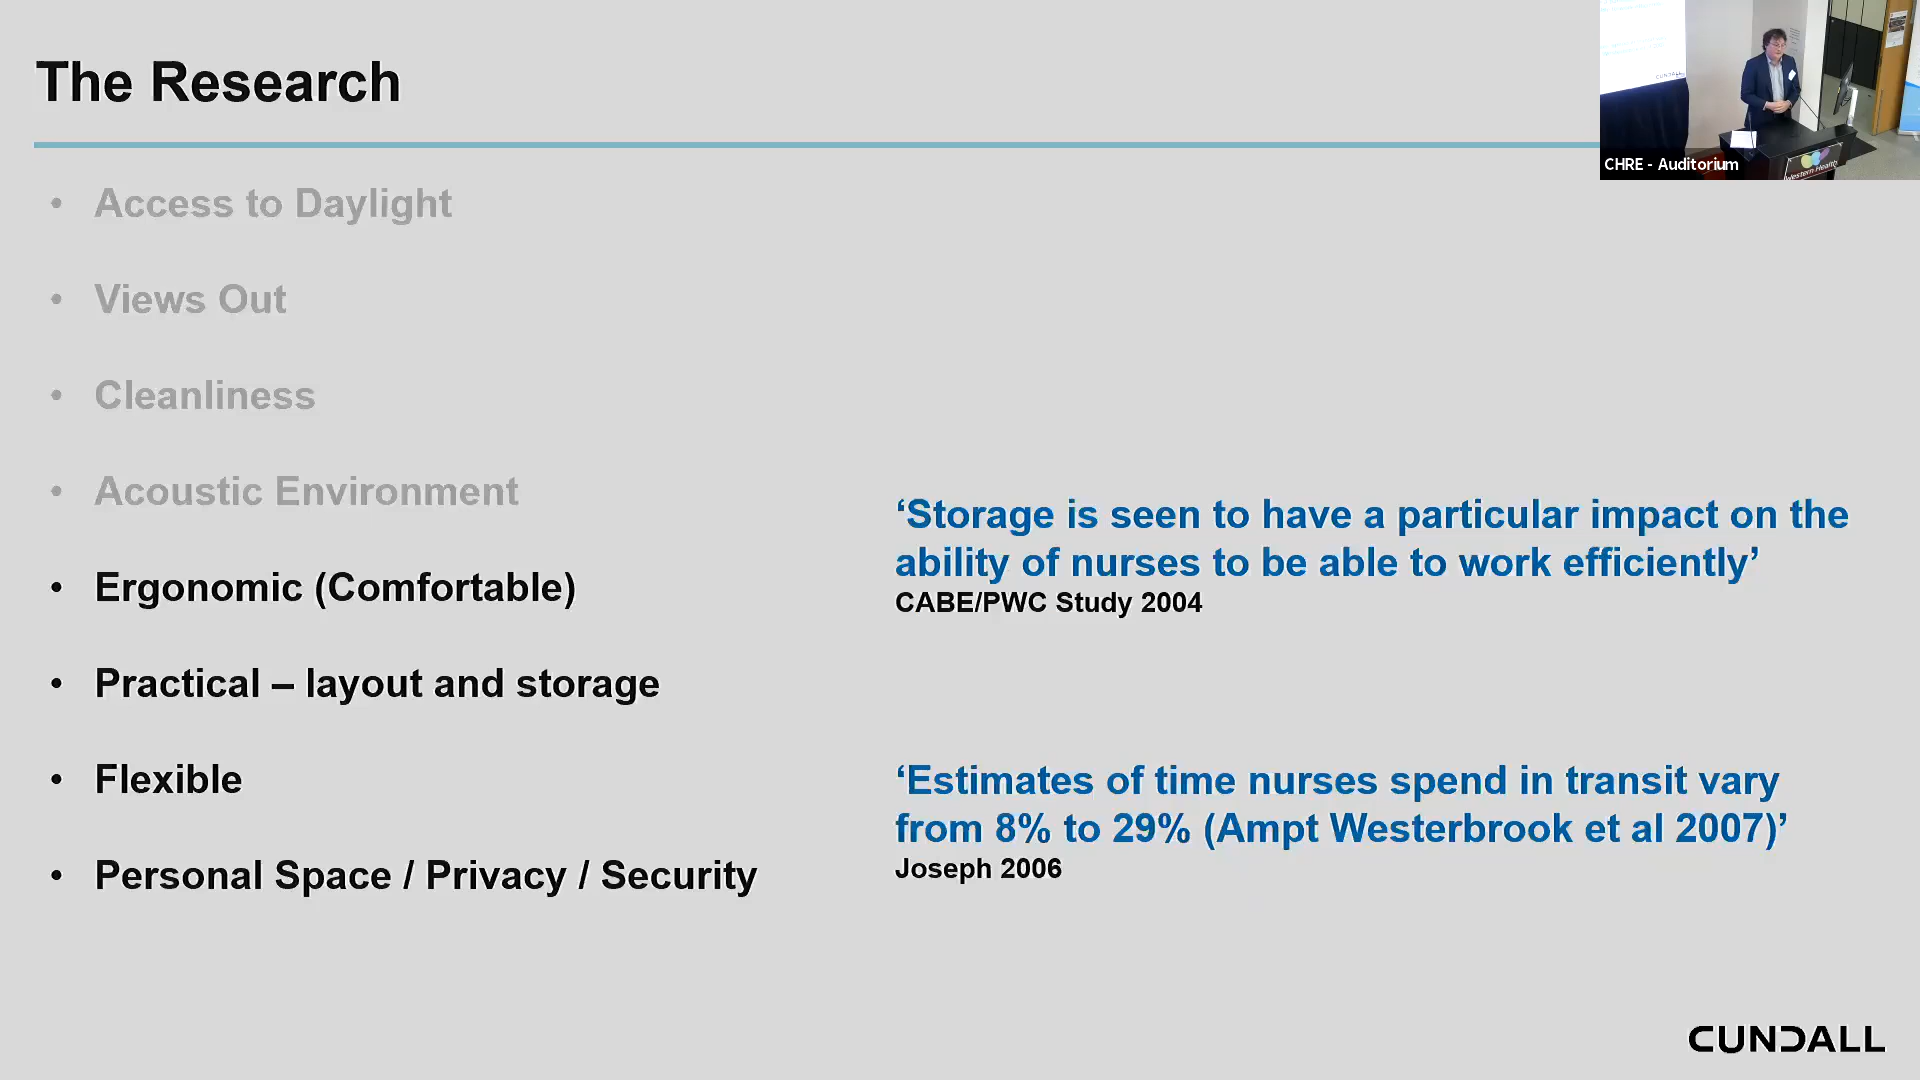 The Research
• Access to Daylight
• Views Out
• Cleanliness
• Acoustic Environment
• Ergonomic (Comfortable)
• Practical – layout and storage
• Flexible
• Personal Space / Privacy / Security
‘Storage is seen to have a particular impact on the
ability of nurses to be able to work efficiently’
CABE/PWC Study 2004
‘Estimates of time nurses spend in transit vary
from 8% to 29% (Ampt Westerbrook et al 2007)’
Joseph 2006
CUNDALL
CHRE - Auditorium
Western Health
CUNDALL